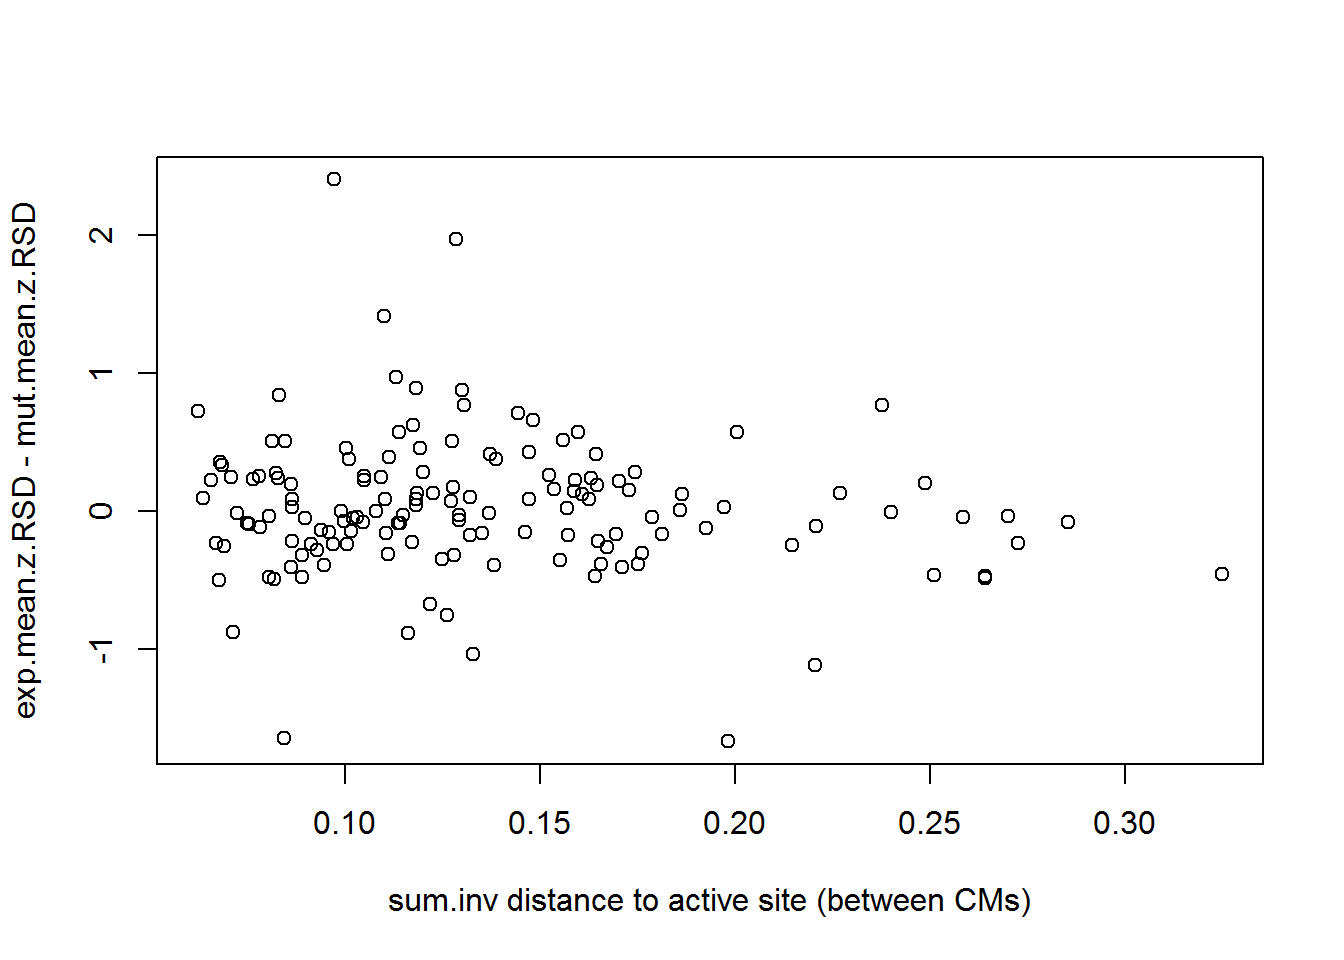 exp.mean.z.RSD - mut.mean.z.RSD
2
1
0
-1
0.10 0.15 0.20 0.25 0.30
sum.inv distance to active site (between CMs)